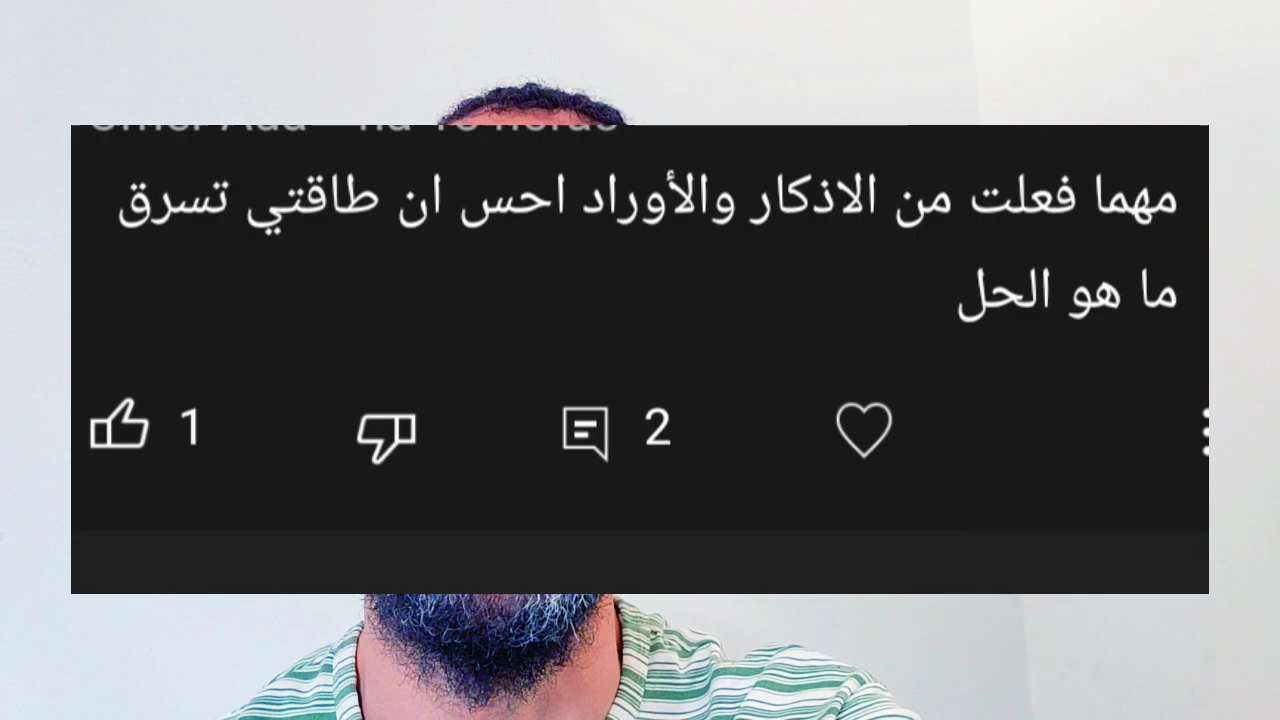 مهما فعلت من الاذكار والأوراد احس ان طاقتي تسرق
ما هو الحل
1
2